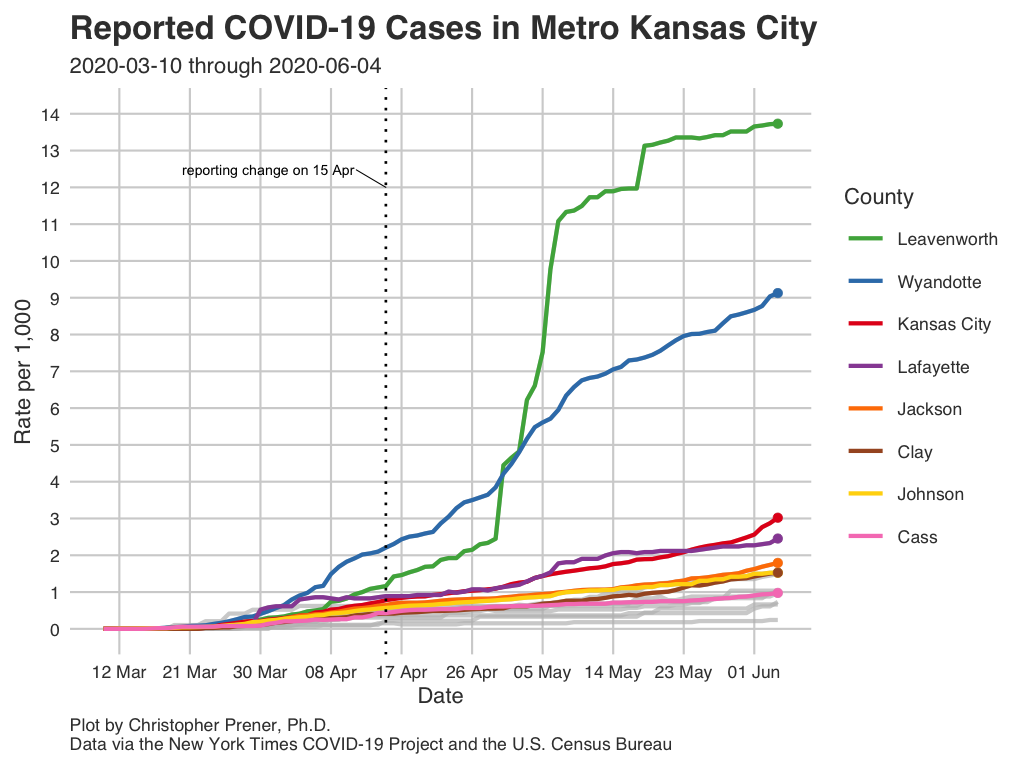 Reported COVID-19 Cases in Metro Kansas City
2020-03-10 through 2020-06-04
14
13
12
11
10
9
8
7
6
5
4
3
2
1
0
Rate per 1,000
reporting change on 15 Apr
12 Mar
21 Mar
30 Mar
08 Apr
17 Apr
26 Apr
05 May
14 May
23 May
01 Jun
Date
County
Leavenworth
Wyandotte
Kansas City
Lafayette
Jackson
Clay
Johnson
Cass
Plot by Christopher Prener, Ph.D.
Data via the New York Times COVID-19 Project and the U.S. Census Bureau